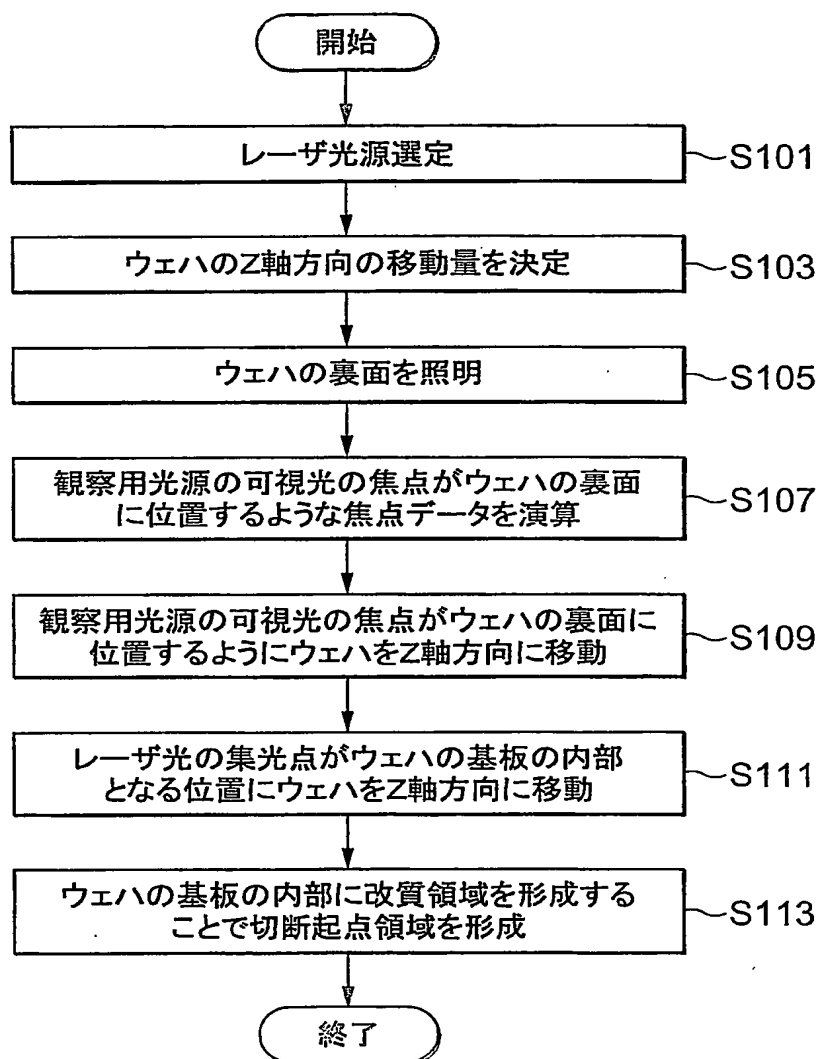 開始
レーザ光源選定
S101
ウェハのZ軸方向の移動量を決定
S103
ウェハの裏面を照明
S105
観察用光源の可視光の焦点がウェハの裏面
に位置するような焦点データを演算
S107
観察用光源の可視光の焦点がウェハの裏面に
位置するようにウェハをZ軸方向に移動
S109
レーザ光の集光点がウェハの基板の内部
となる位置にウェハをZ軸方向に移動
S111
ウェハの基板の内部に改質領域を形成する
ことで切断起点領域を形成
S113
終了